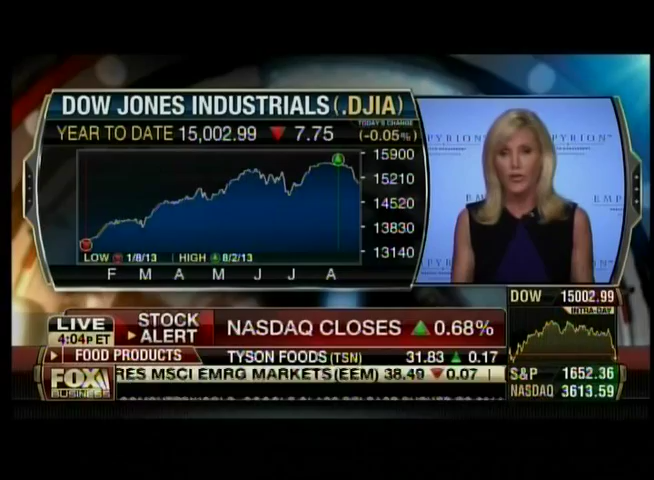 DOW JONES INDUSTRIALS (.DJIA)
YEAR TO DATE 15,002.99 ▼ 7.75
TODAY'S CHANGE
(-0.05%)
15900
15210
14520
13830
13140
LOW 1/8/13 HIGH 8/2/13
F M A M J J A
EMPYRION
LIVE
4:04P ET
STOCK
ALERT
NASDAQ CLOSES ▲ 0.68%
FOOD PRODUCTS
TYSON FOODS (TSN) 31.83 ▲ 0.17
RES MSCI EMRG MARKETS (EEM) 38.49 ▼ 0.07
FOX
BUSINESS
DOW 15002.99
INTRA-DAY
S&P 1652.36
NASDAQ 3613.59